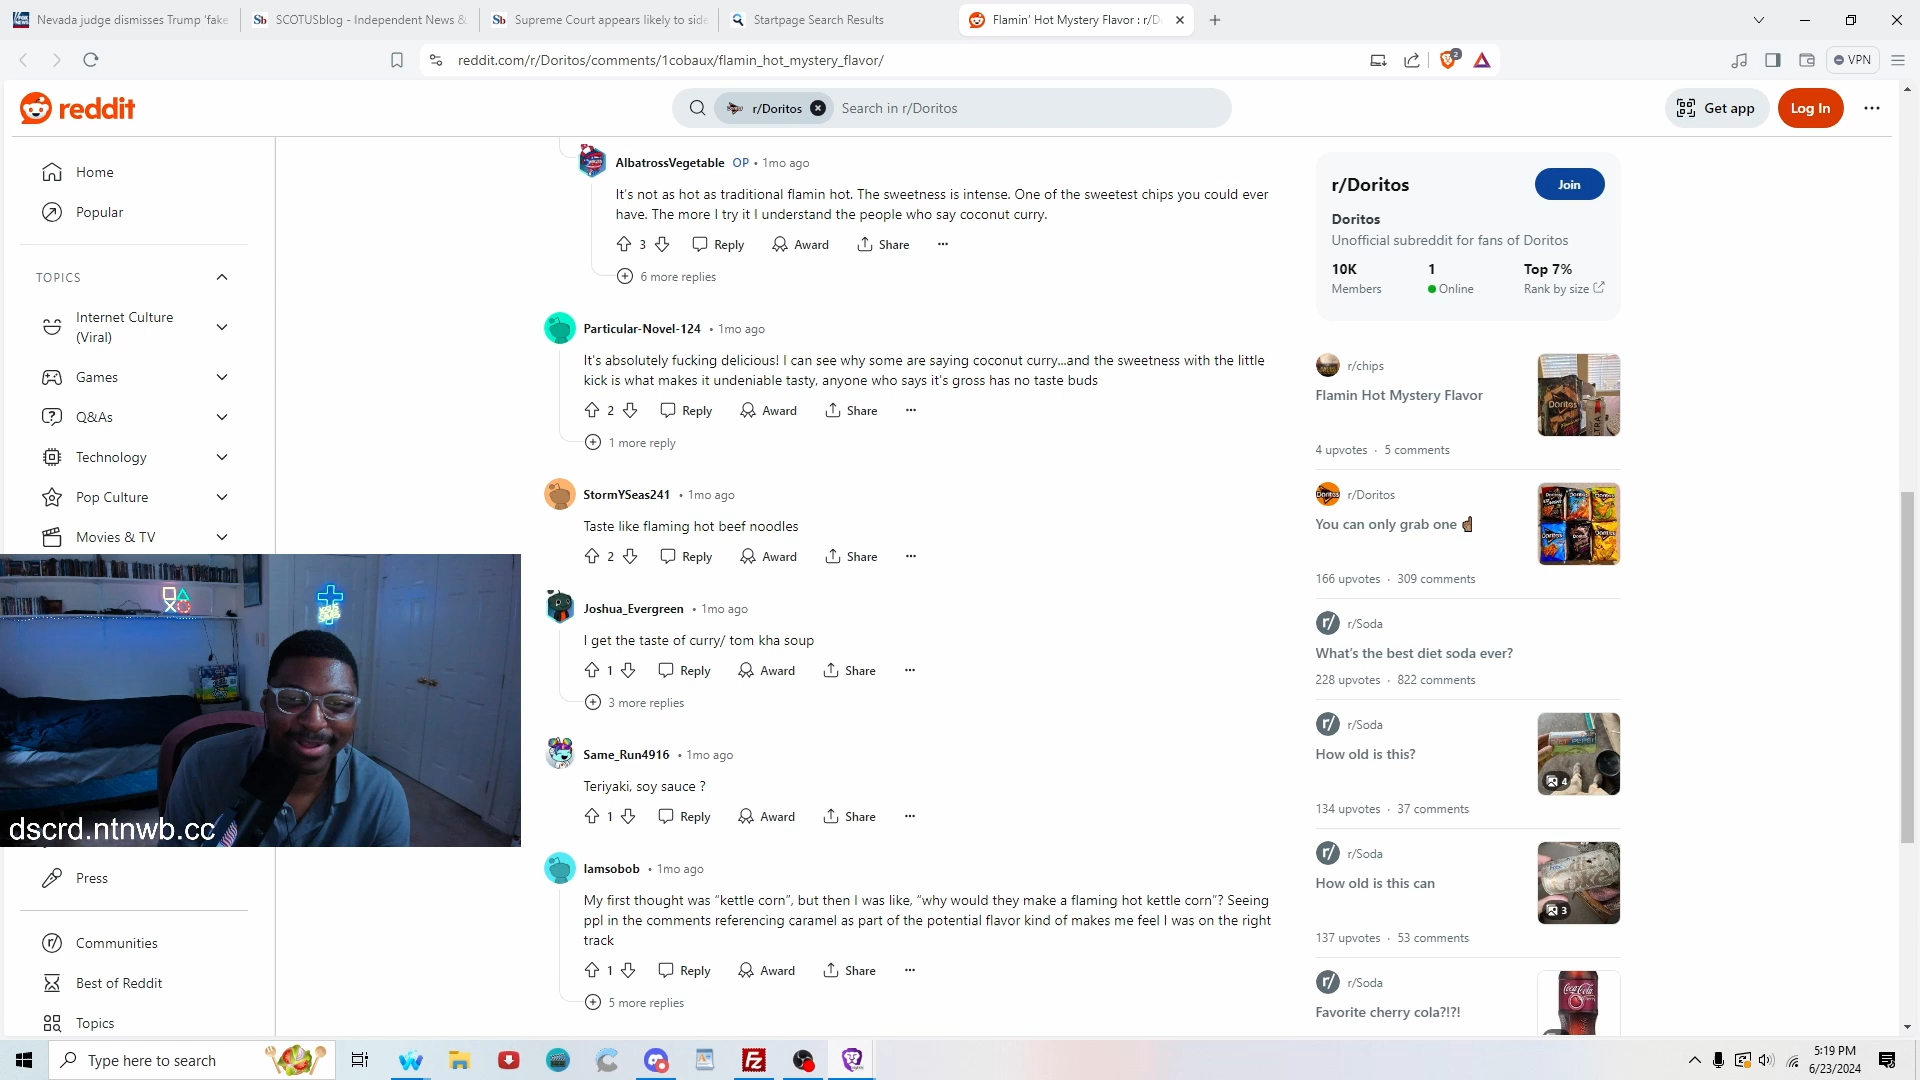 Nevada judge dismisses Trump 'fake
SCOTUSblog - Independent News &
Supreme Court appears likely to side
Startpage Search Results
Flamin' Hot Mystery Flavor : r/D
reddit.com/r/Doritos/comments/1cobaux/flamin_hot_mystery_flavor/
2
VPN
reddit
r/Doritos
Search in r/Doritos
Get app
Log In
Home
Popular
TOPICS
Internet Culture
(Viral)
Games
Q&As
Technology
Pop Culture
Movies & TV
Press
Communities
Best of Reddit
Topics
AlbatrossVegetable OP • 1mo ago
It's not as hot as traditional flamin hot. The sweetness is intense. One of the sweetest chips you could ever
have. The more I try it I understand the people who say coconut curry.
3 Reply Award Share
6 more replies
Particular-Novel-124 • 1mo ago
It's absolutely fucking delicious! I can see why some are saying coconut curry...and the sweetness with the little
kick is what makes it undeniable tasty, anyone who says it's gross has no taste buds
2 Reply Award Share
1 more reply
StormYSeas241 • 1mo ago
Taste like flaming hot beef noodles
2 Reply Award Share
Joshua_Evergreen • 1mo ago
I get the taste of curry/ tom kha soup
1 Reply Award Share
3 more replies
Same_Run4916 • 1mo ago
Teriyaki, soy sauce ?
1 Reply Award Share
Iamsobob • 1mo ago
My first thought was “kettle corn”, but then I was like, “why would they make a flaming hot kettle corn”? Seeing
ppl in the comments referencing caramel as part of the potential flavor kind of makes me feel I was on the right
track
1 Reply Award Share
5 more replies
r/Doritos
Join
Doritos
Unofficial subreddit for fans of Doritos
10K 1 Top 7%
Members Online Rank by size
r/chips
Flamin Hot Mystery Flavor
4 upvotes · 5 comments
r/Doritos
You can only grab one
166 upvotes · 309 comments
r/Soda
What's the best diet soda ever?
228 upvotes · 822 comments
r/Soda
How old is this?
4
134 upvotes · 37 comments
r/Soda
How old is this can
3
137 upvotes · 53 comments
r/Soda
Favorite cherry cola?!?!
dscrd.ntnwb.cc
Type here to search
5:19 PM
6/23/2024